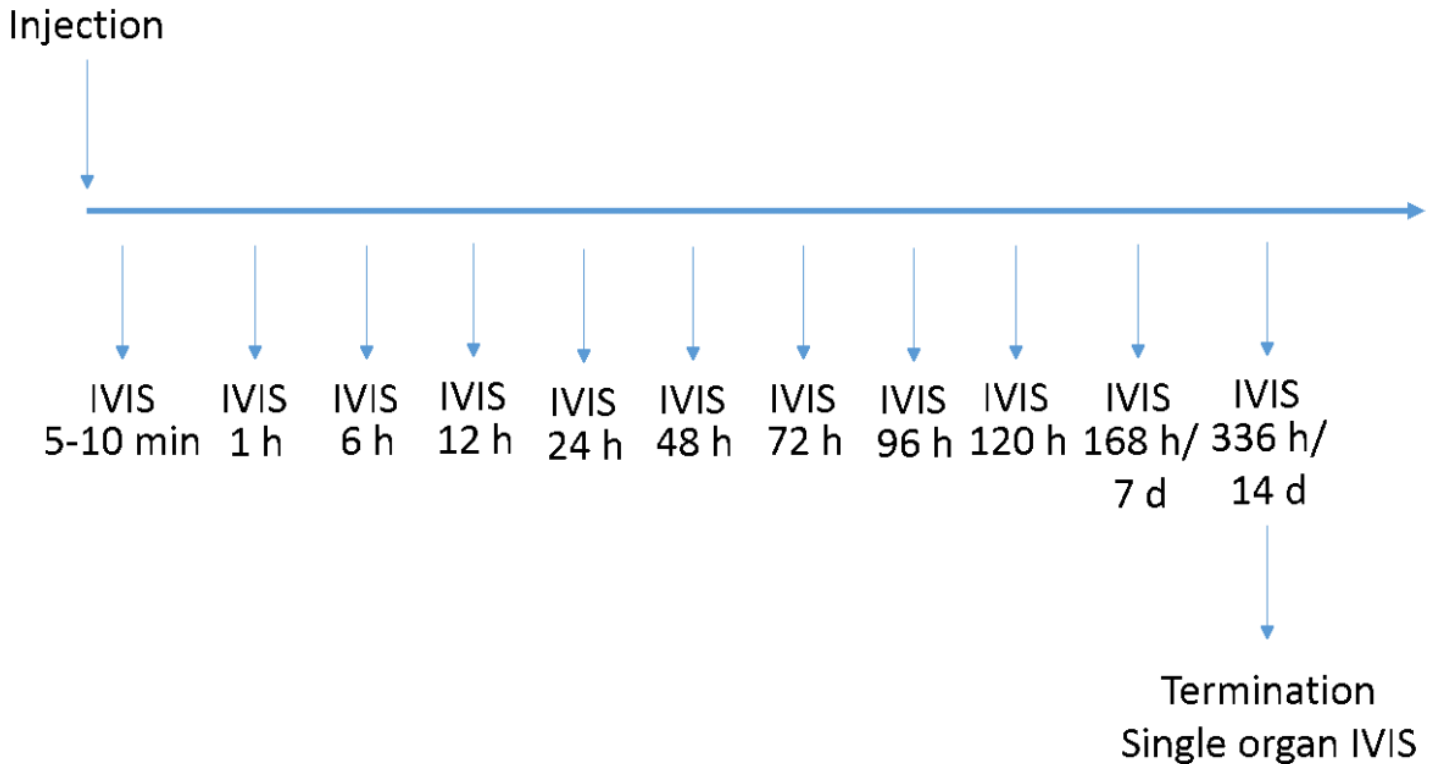 Injection
IVIS
5-10 min
IVIS
1 h
IVIS
6 h
IVIS
12 h
IVIS
24 h
IVIS
48 h
IVIS
72 h
IVIS
96 h
IVIS
120 h
IVIS
168 h/
7 d
IVIS
336 h/
14 d
Termination
Single organ IVIS